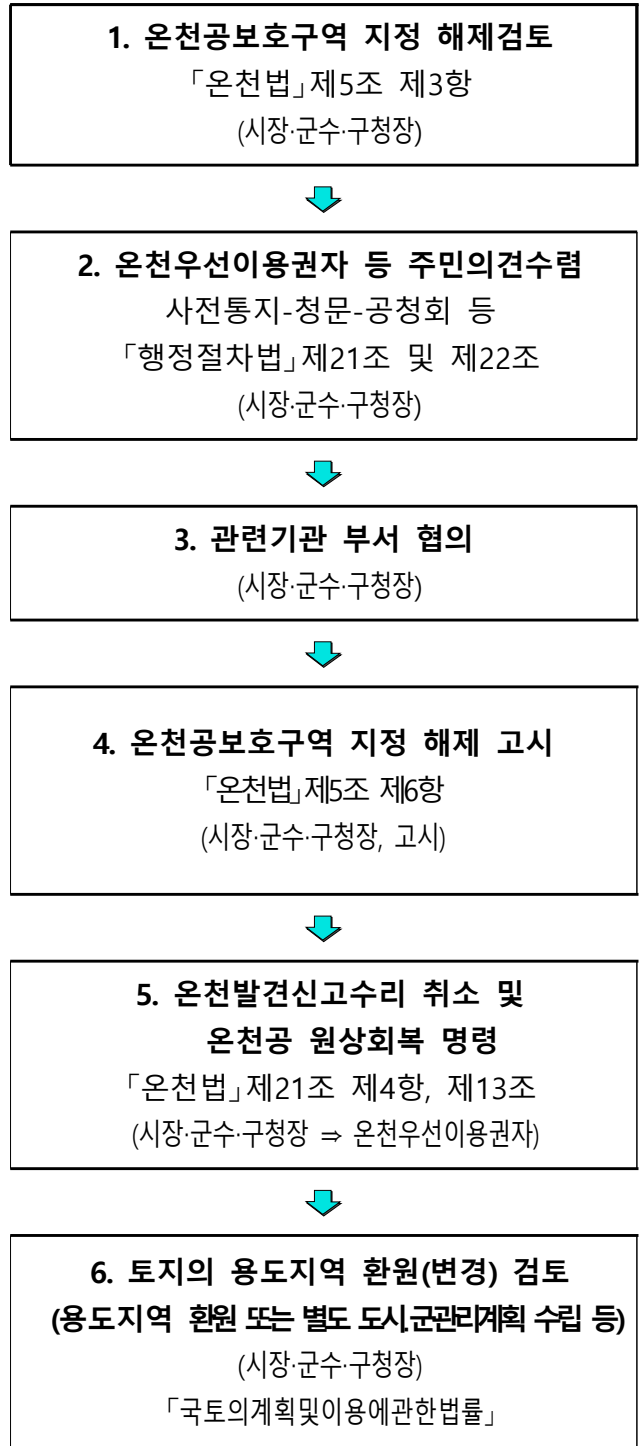 1. 온천공보호구역 지정 해제검토
「온천법」제5조 제3항
(시장·군수·구청장)
2. 온천우선이용권자 등 주민의견수렴
사전통지-청문-공청회 등
「행정절차법」제21조 및 제22조
(시장·군수·구청장)
3. 관련기관 부서 협의
(시장·군수·구청장)
4. 온천공보호구역 지정 해제 고시
「온천법」제5조 제6항
(시장·군수·구청장, 고시)
5. 온천발견신고수리 취소 및
온천공 원상회복 명령
「온천법」제21조 제4항, 제13조
(시장·군수·구청장 ⇒ 온천우선이용권자)
6. 토지의 용도지역 환원(변경) 검토
(용도지역 환원 또는 별도 도시,군관리계획 수립 등)
(시장·군수·구청장)
「국토의계획및이용에관한법률」